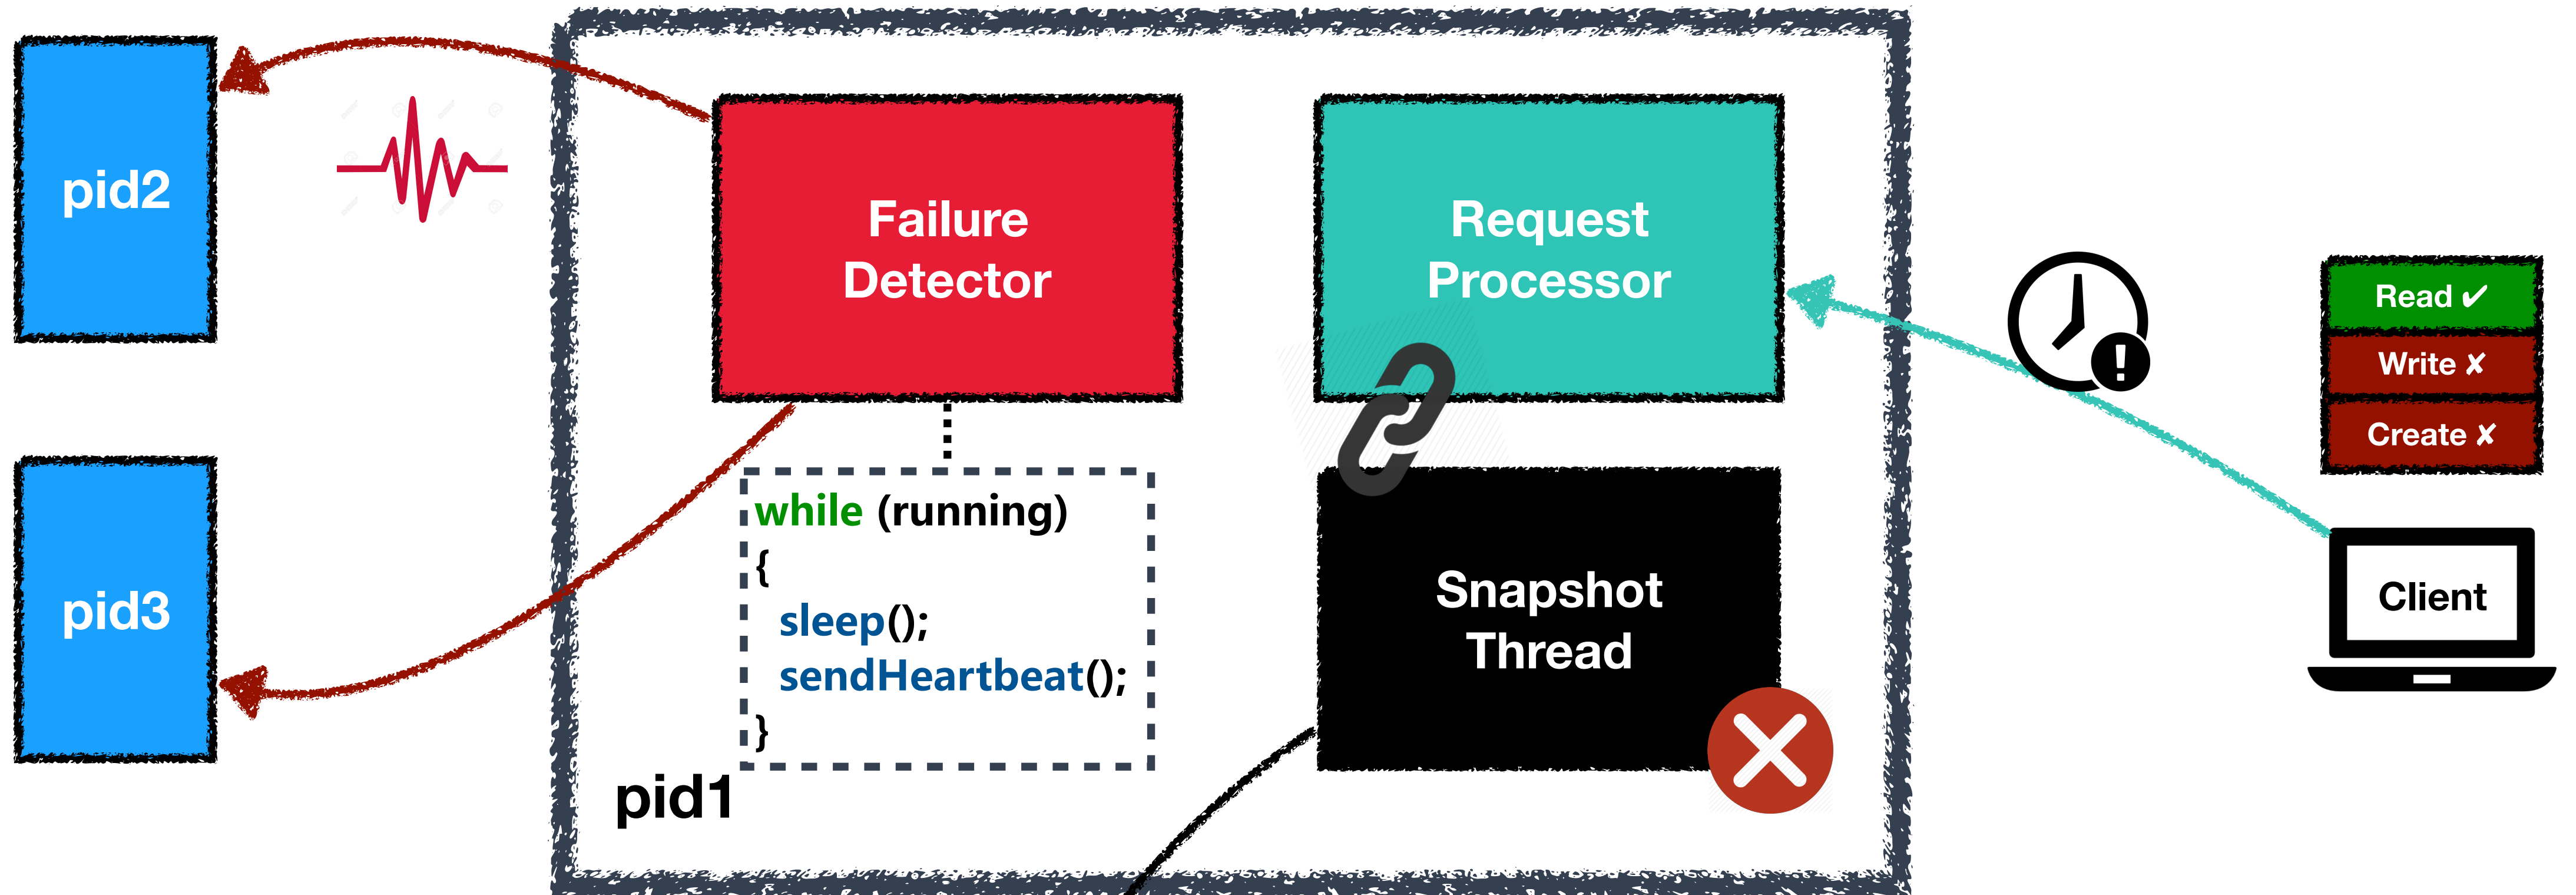 pid2
pid3
Failure
Detector
while (running)
{
sleep();
sendHeartbeat();
}
pid1
Request
Processor
Snapshot
Thread
!
Read ✔
Write ✘
Create ✘
Client